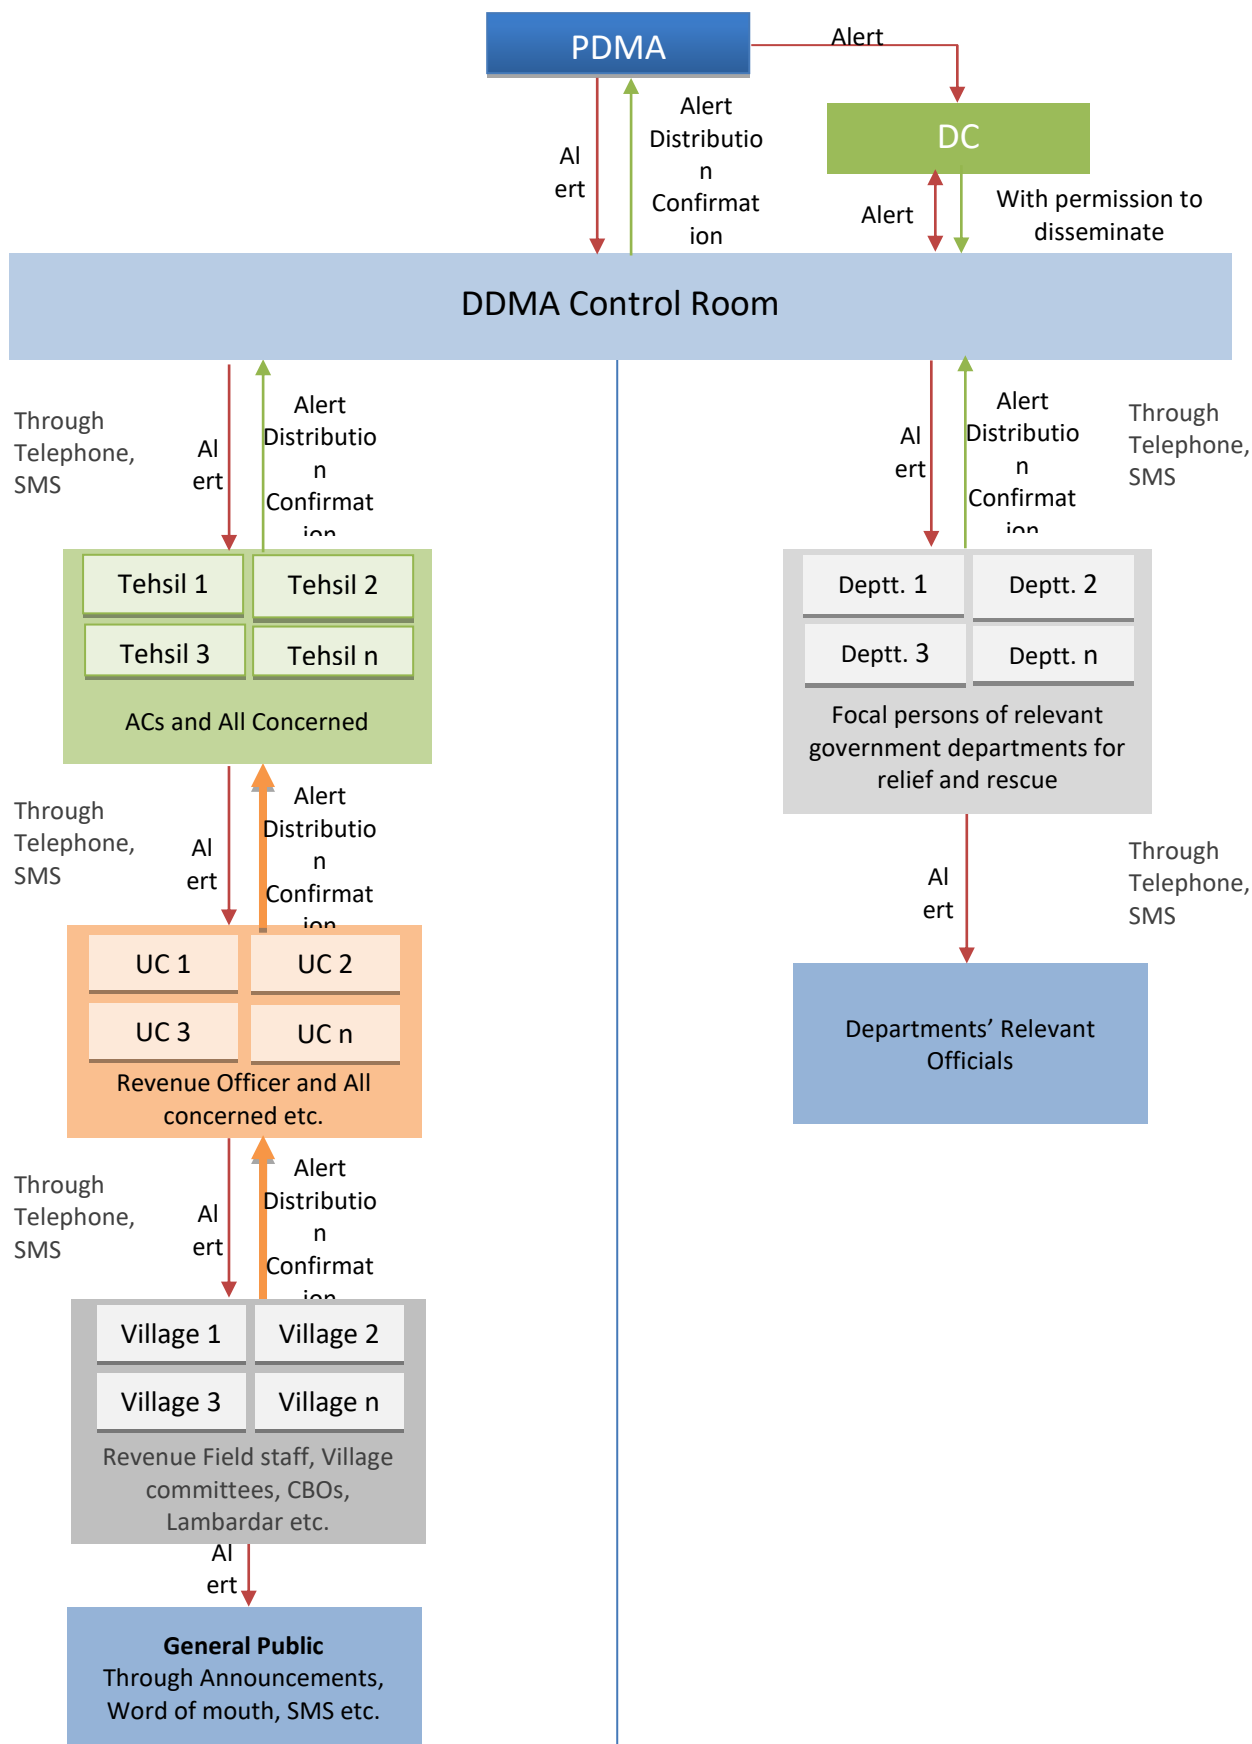 PDMA
Alert
DC
Al
ert
Alert
Distributio
n
Confirmat
ion
Alert
With permission to
disseminate
DDMA Control Room
Through
Telephone,
SMS
Al
ert
Alert
Distributio
n
Confirmat
ion
Al
ert
Alert
Distributio
n
Confirmat
ion
Through
Telephone,
SMS
Tehsil 1
Tehsil 2
Tehsil 3
Tehsil n
ACs and All Concerned
Deptt. 1
Deptt. 2
Deptt. 3
Deptt. n
Focal persons of relevant
government departments for
relief and rescue
Through
Telephone,
SMS
Al
ert
Alert
Distributio
n
Confirmat
ion
Al
ert
Through
Telephone,
SMS
UC 1
UC 2
UC 3
UC n
Revenue Officer and All
concerned etc.
Departments’ Relevant
Officials
Through
Telephone,
SMS
Al
ert
Alert
Distributio
n
Confirmat
ion
Village 1
Village 2
Village 3
Village n
Revenue Field staff, Village
committees, CBOs,
Lambardar etc.
Al
ert
General Public
Through Announcements,
Word of mouth, SMS etc.